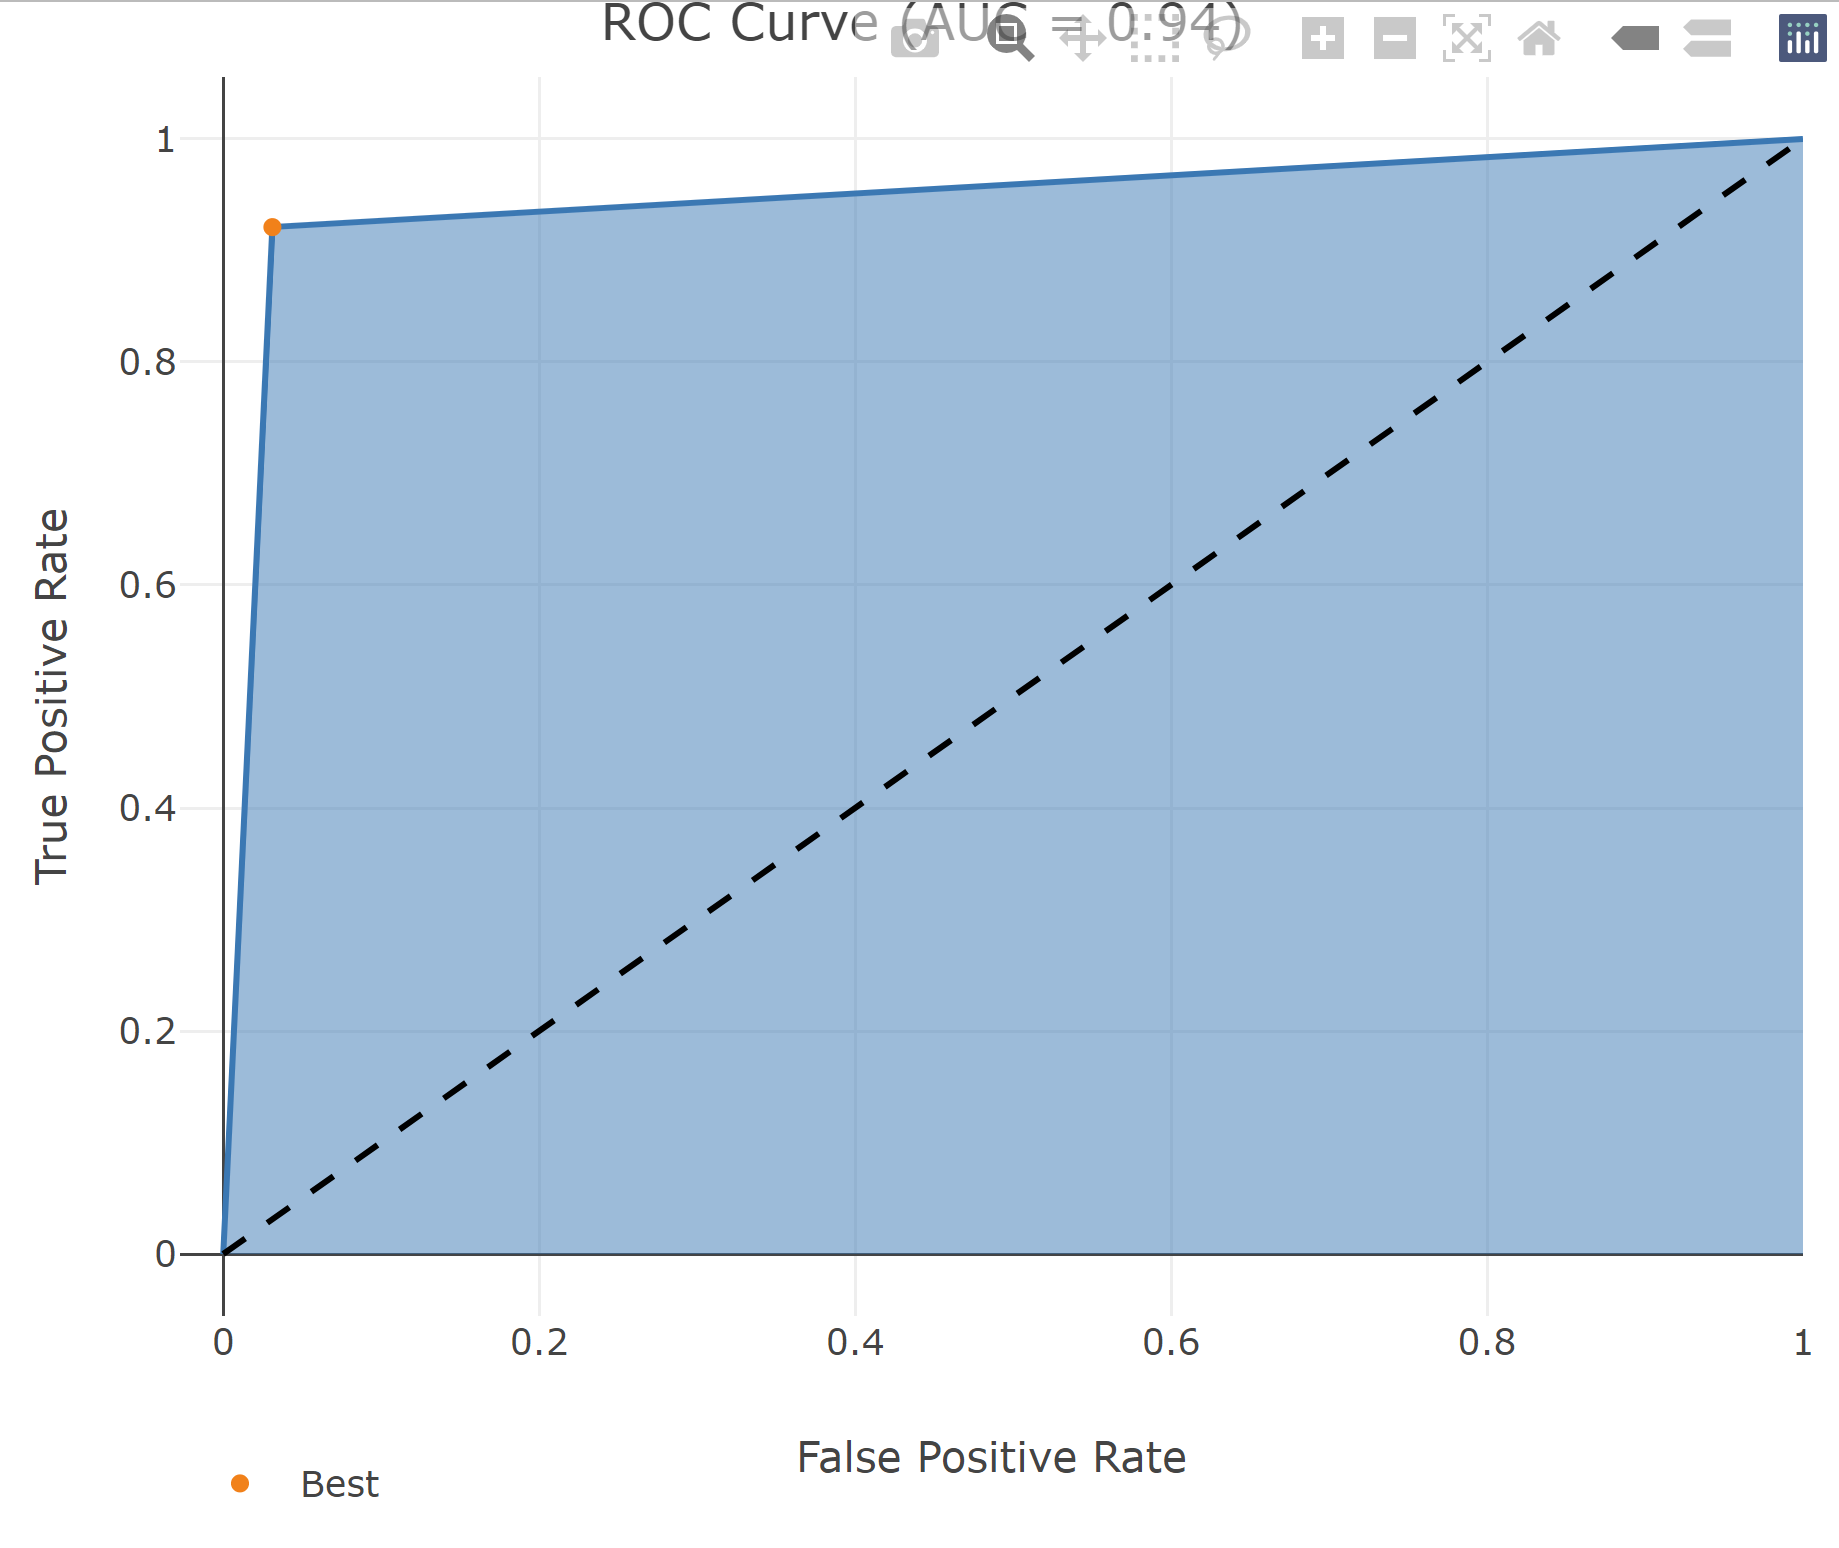 ROC Curve (AUC = 0.94)
1
0.8
0.6
0.4
0.2
0
True Positive Rate
0 0.2 0.4 0.6 0.8 1
False Positive Rate
Best